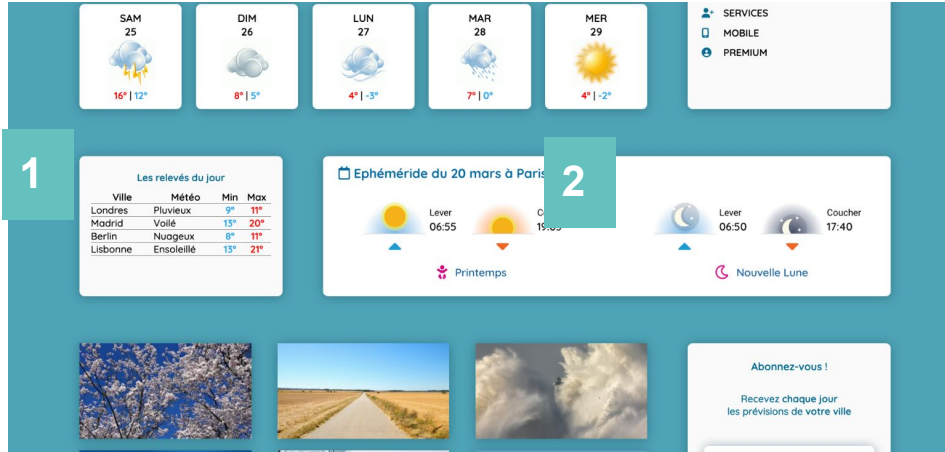 SAM
25
16° | 12°
DIM
26
8° | 5°
LUN
27
4° | -3°
MAR
28
7° | 0°
MER
29
4° | -2°
SERVICES
MOBILE
PREMIUM
1
Les relevés du jour
Ville Météo Min Max
Londres Pluvieux 9° 11°
Madrid Voilé 13° 20°
Berlin Nuageux 8° 11°
Lisbonne Ensoleillé 13° 21°
2
Ephéméride du 20 mars à Paris
Lever
06:55
Lever
06:50
Coucher
17:40
Printemps
Nouvelle Lune
Abonnez-vous !
Recevez chaque jour
les prévisions de votre ville